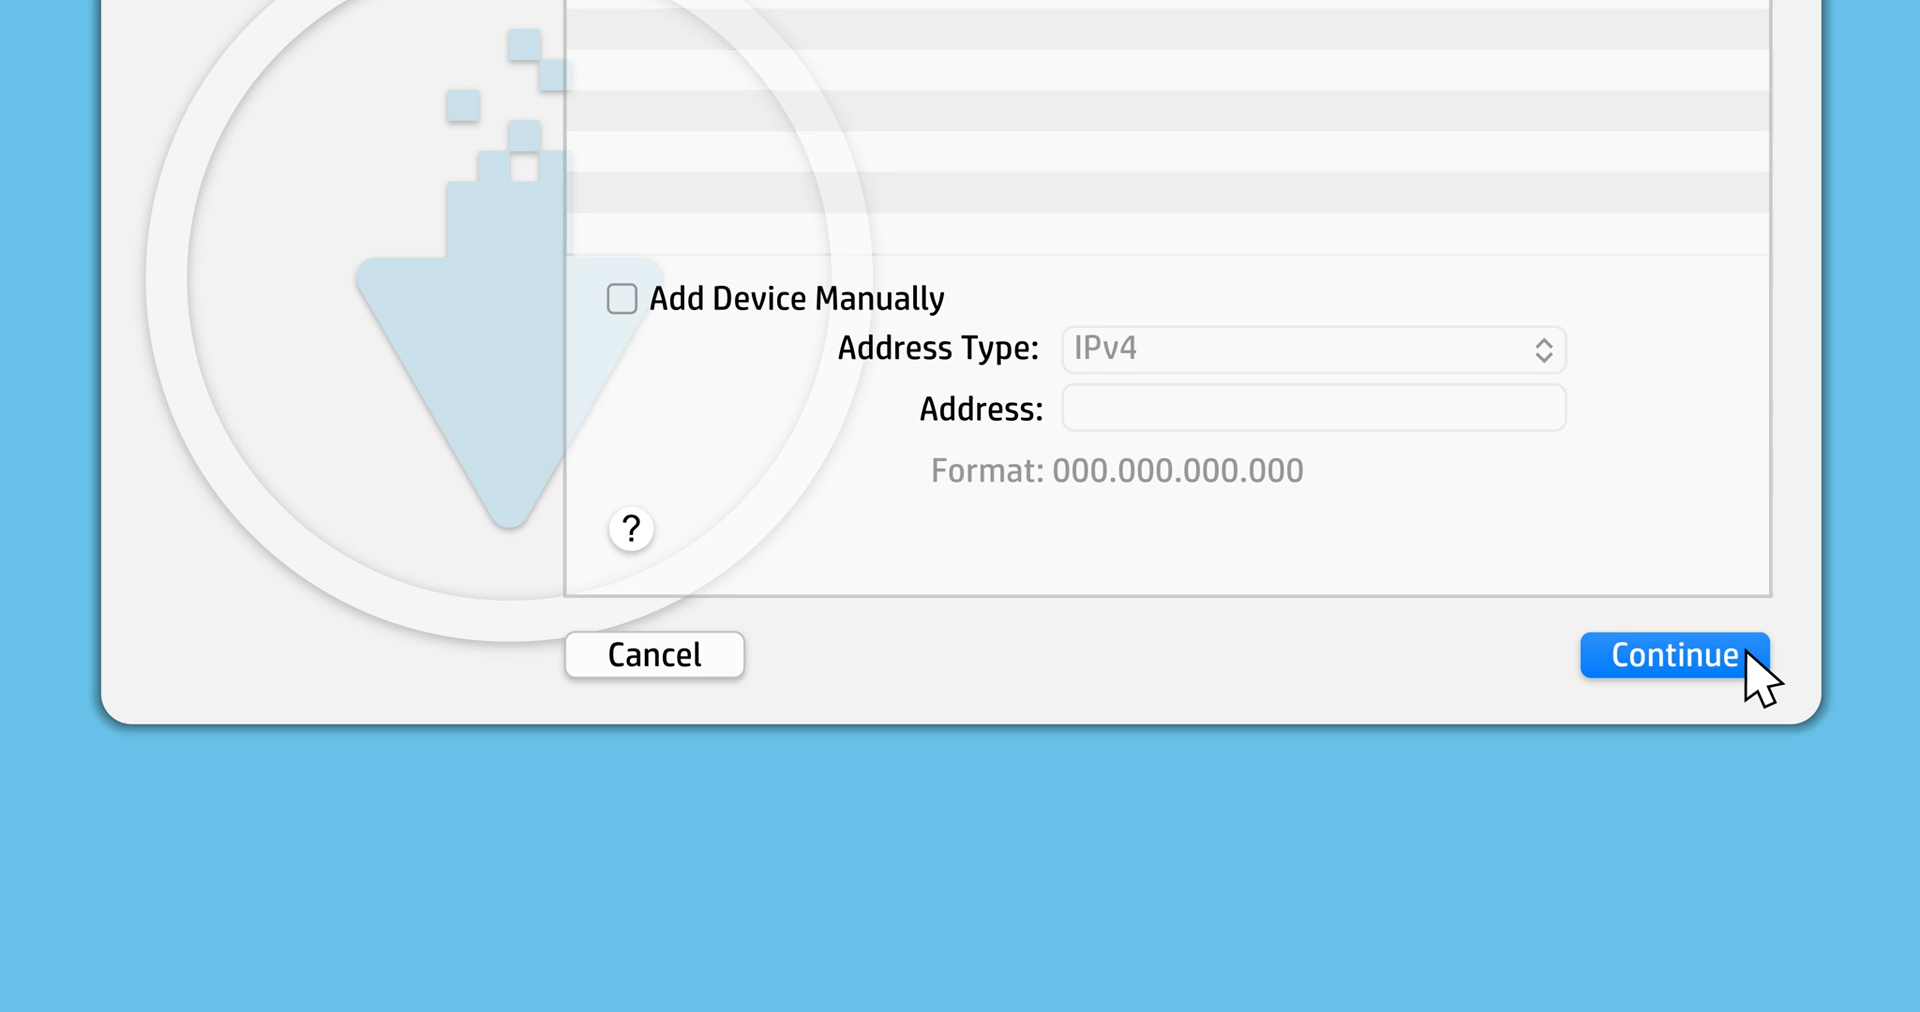 Add Device Manually
Address Type: IPv4
Address:
Format: 000.000.000.000
?
Cancel
Continue